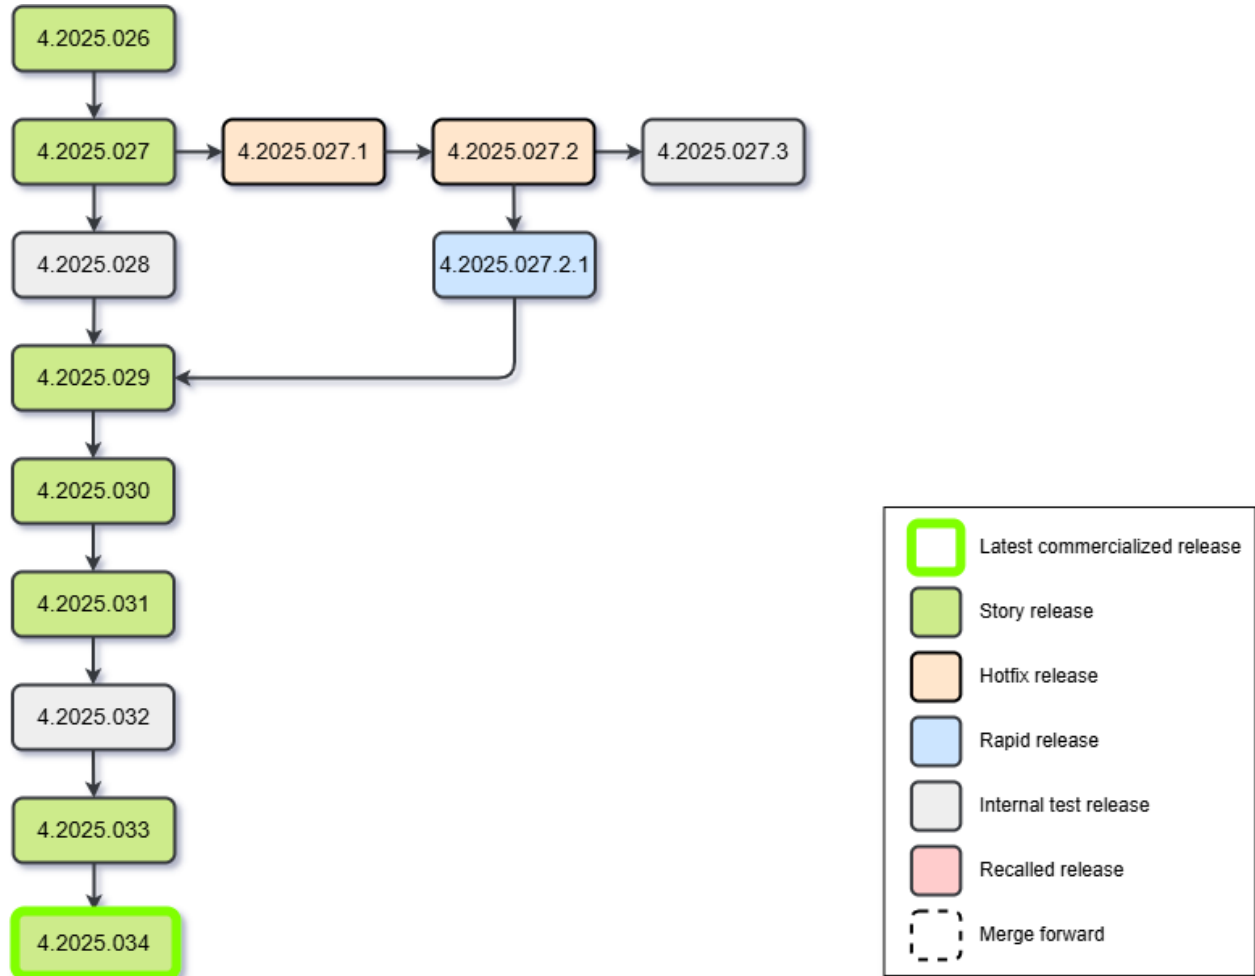 4.2025.026
4.2025.027
4.2025.027.1
4.2025.027.2
4.2025.027.3
4.2025.028
4.2025.027.2.1
4.2025.029
4.2025.030
4.2025.031
4.2025.032
4.2025.033
4.2025.034
Latest commercialized release
Story release
Hotfix release
Rapid release
Internal test release
Recalled release
Merge forward